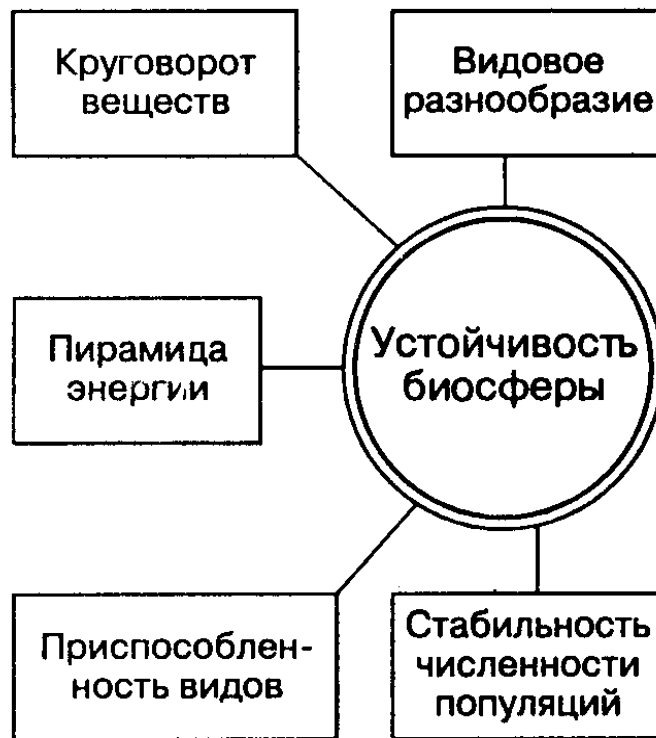 Круговорот
веществ
Видовое
разнообразие
Пирамида
энергии
Устойчивость
биосферы
Приспособлен-
ность видов
Стабильность
численности
популяций